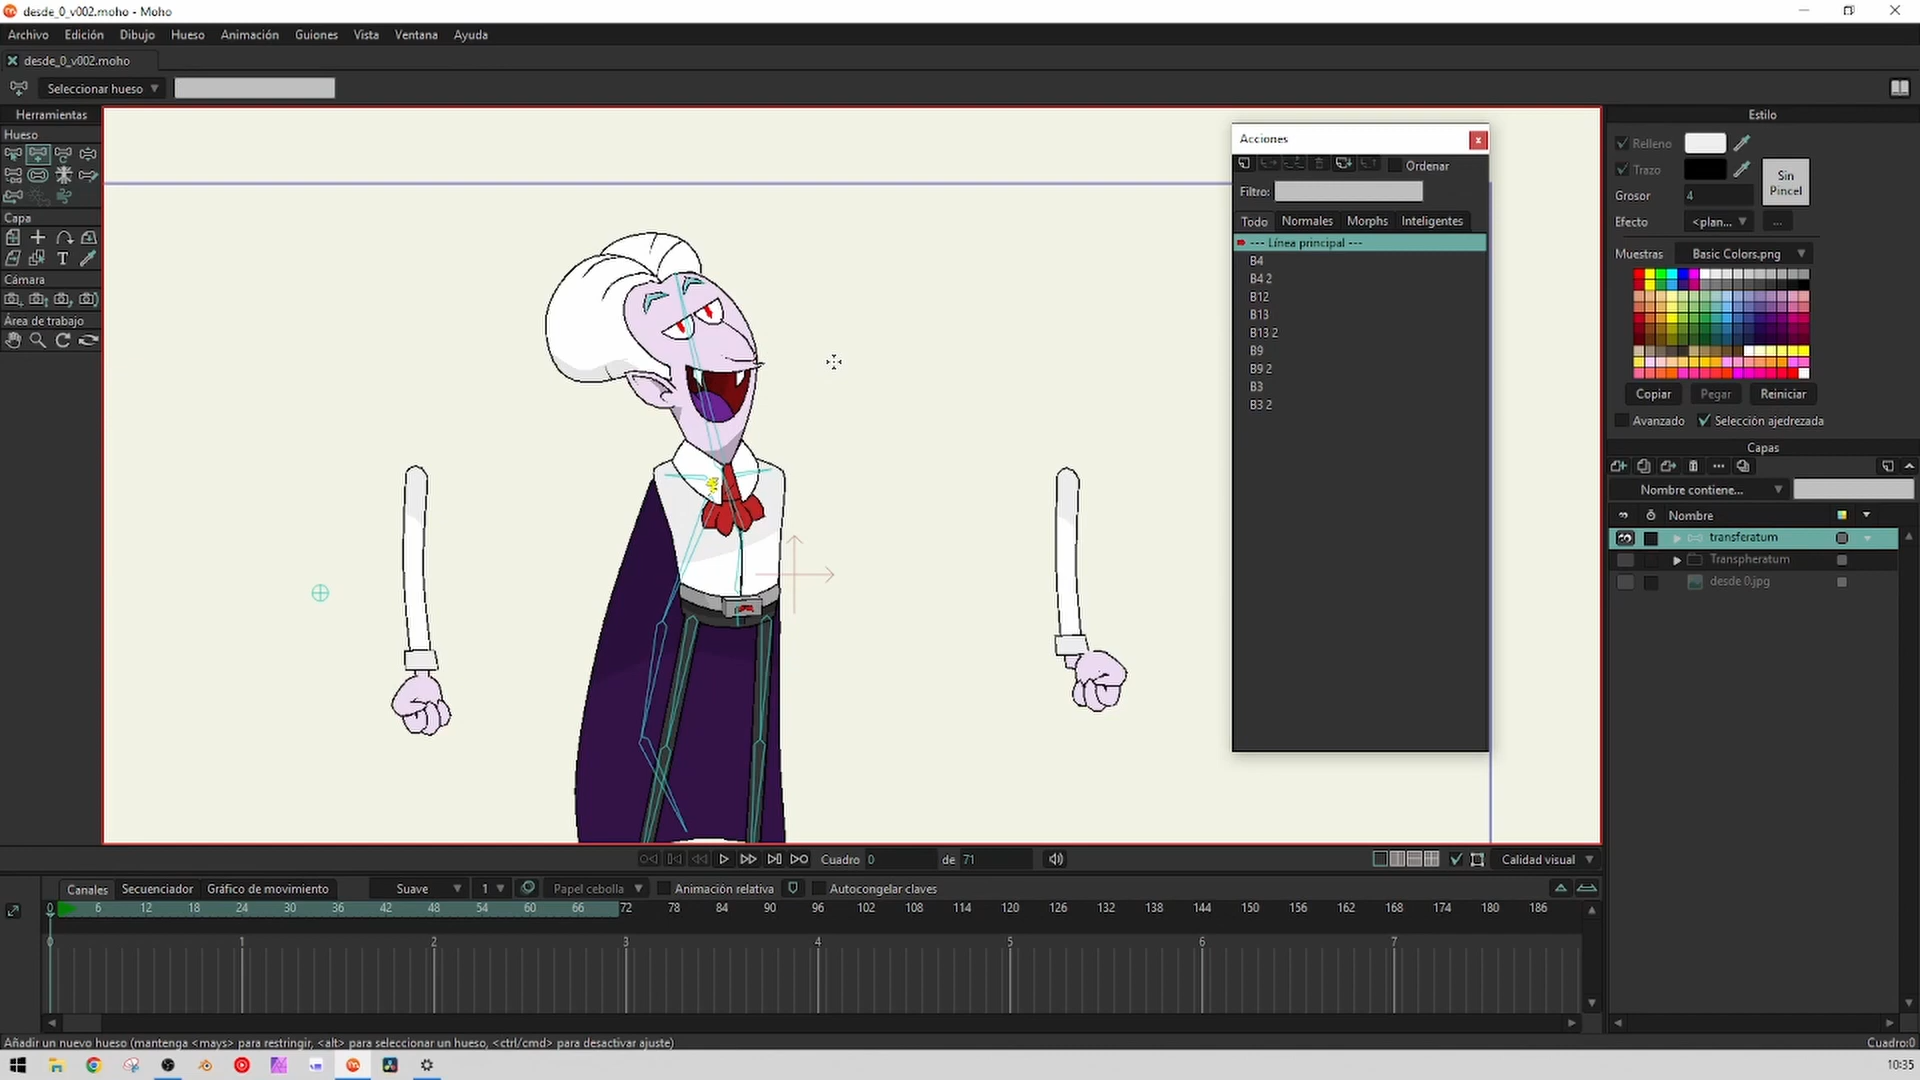 desde_0_v002.moho - Moho
Archivo Edición Dibujo Hueso Animación Guiones Vista Ventana Ayuda
desde_0_v002.moho
Seleccionar hueso
Herramientas
Hueso
Capa
Cámara
Área de trabajo
Acciones
Ordenar
Filtro:
Todo Normales Morphs Inteligentes
--- Línea principal ---
B4
B4 2
B12
B13
B13 2
B9
B9 2
B3
B3 2
Estilo
Relleno
Trazo
Sin Pincel
Grosor 4
Efecto <plan... ...
Muestras Basic Colors.png
Copiar Pegar Reiniciar
Avanzado Selección ajedrezada
Capas
Nombre contiene...
Nombre
transferatum
Transpheratum
desde 0.jpg
Cuadro 0 de 71
Calidad visual
Canales Secuenciador Gráfico de movimiento Suave 1 Papel cebolla Animación relativa Autocongelar claves
0 6 12 18 24 30 36 42 48 54 60 66 72 78 84 90 96 102 108 114 120 126 132 138 144 150 156 162 168 174 180 186
0 1 2 3 4 5 6 7
Añadir un nuevo hueso (mantenga <mays> para restringir, <alt> para seleccionar un hueso, <ctrl/cmd> para desactivar ajuste)
Cuadro:0
10:35